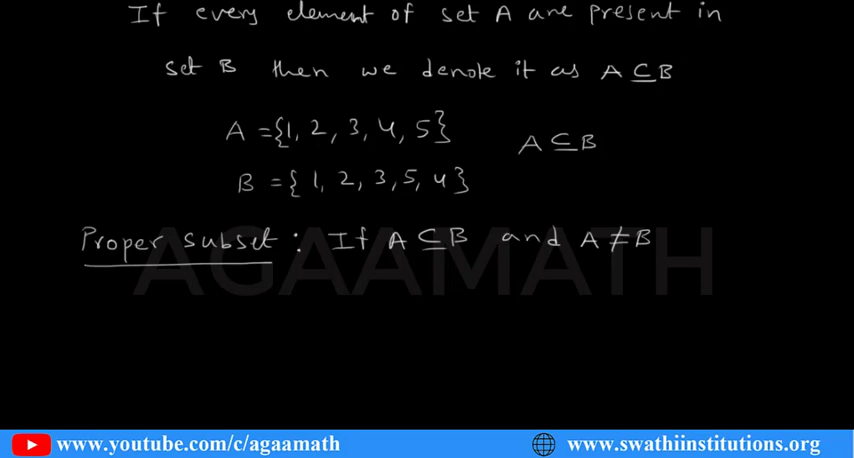 If every element of set A are present in
set B then we denote it as A ⊆ B
A = {1, 2, 3, 4, 5}
A ⊆ B
B = { 1, 2, 3, 5, 4 }
Proper subset : If A ⊆ B and A ≠ B
AGAAMATH
www.youtube.com/c/agaamath
www.swathiinstitutions.org